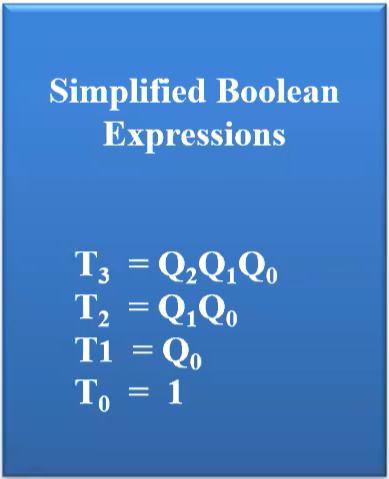 Simplified Boolean
Expressions
T₃ = Q₂Q₁Q₀
T₂ = Q₁Q₀
T1 = Q₀
T₀ = 1